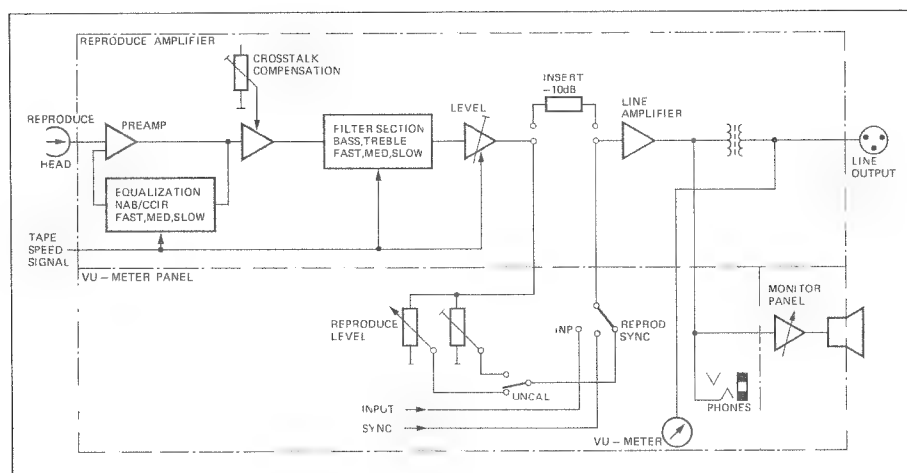 REPRODUCE AMPLIFIER
CROSSTALK
COMPENSATION
INSERT
-10dB
REPRODUCE
HEAD
PREAMP
LEVEL
LINE
AMPLIFIER
FILTER SECTION
BASS,TREBLE
FAST,MED,SLOW
LINE
OUTPUT
EQUALIZATION
NAB/CCIR
FAST,MED,SLOW
TAPE
SPEED
SIGNAL
VU-METER PANEL
MONITOR
PANEL
REPRODUCE
LEVEL
INP
REPROD
SYNC
UNCAL
INPUT
SYNC
PHONES
VU-METER